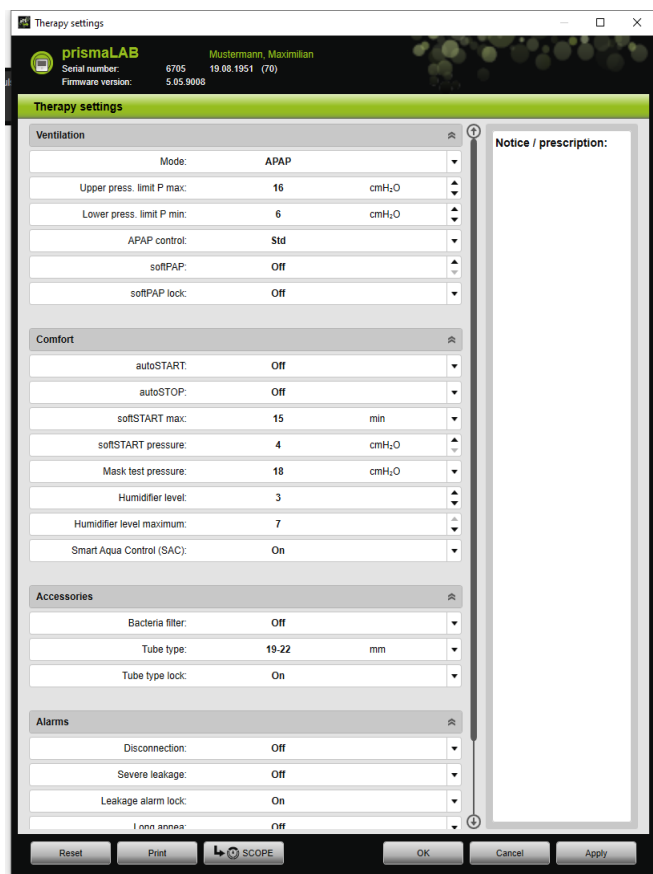 Therapy settings
prismaLAB Mustermann, Maximilian
Serial number: 6705 19.08.1951 (70)
Firmware version: 5.05.9008
Therapy settings
Ventilation
Mode: APAP
Upper press. limit P max: 16 cmH₂O
Lower press. limit P min: 6 cmH₂O
APAP control: Std
softPAP: Off
softPAP lock: Off
Comfort
autoSTART: Off
autoSTOP: Off
softSTART max: 15 min
softSTART pressure: 4 cmH₂O
Mask test pressure: 18 cmH₂O
Humidifier level: 3
Humidifier level maximum: 7
Smart Aqua Control (SAC): On
Accessories
Bacteria filter: Off
Tube type: 19-22 mm
Tube type lock: On
Alarms
Disconnection: Off
Severe leakage: Off
Leakage alarm lock: On
Long apnea: Off
Notice / prescription:
Reset Print SCOPE OK Cancel Apply